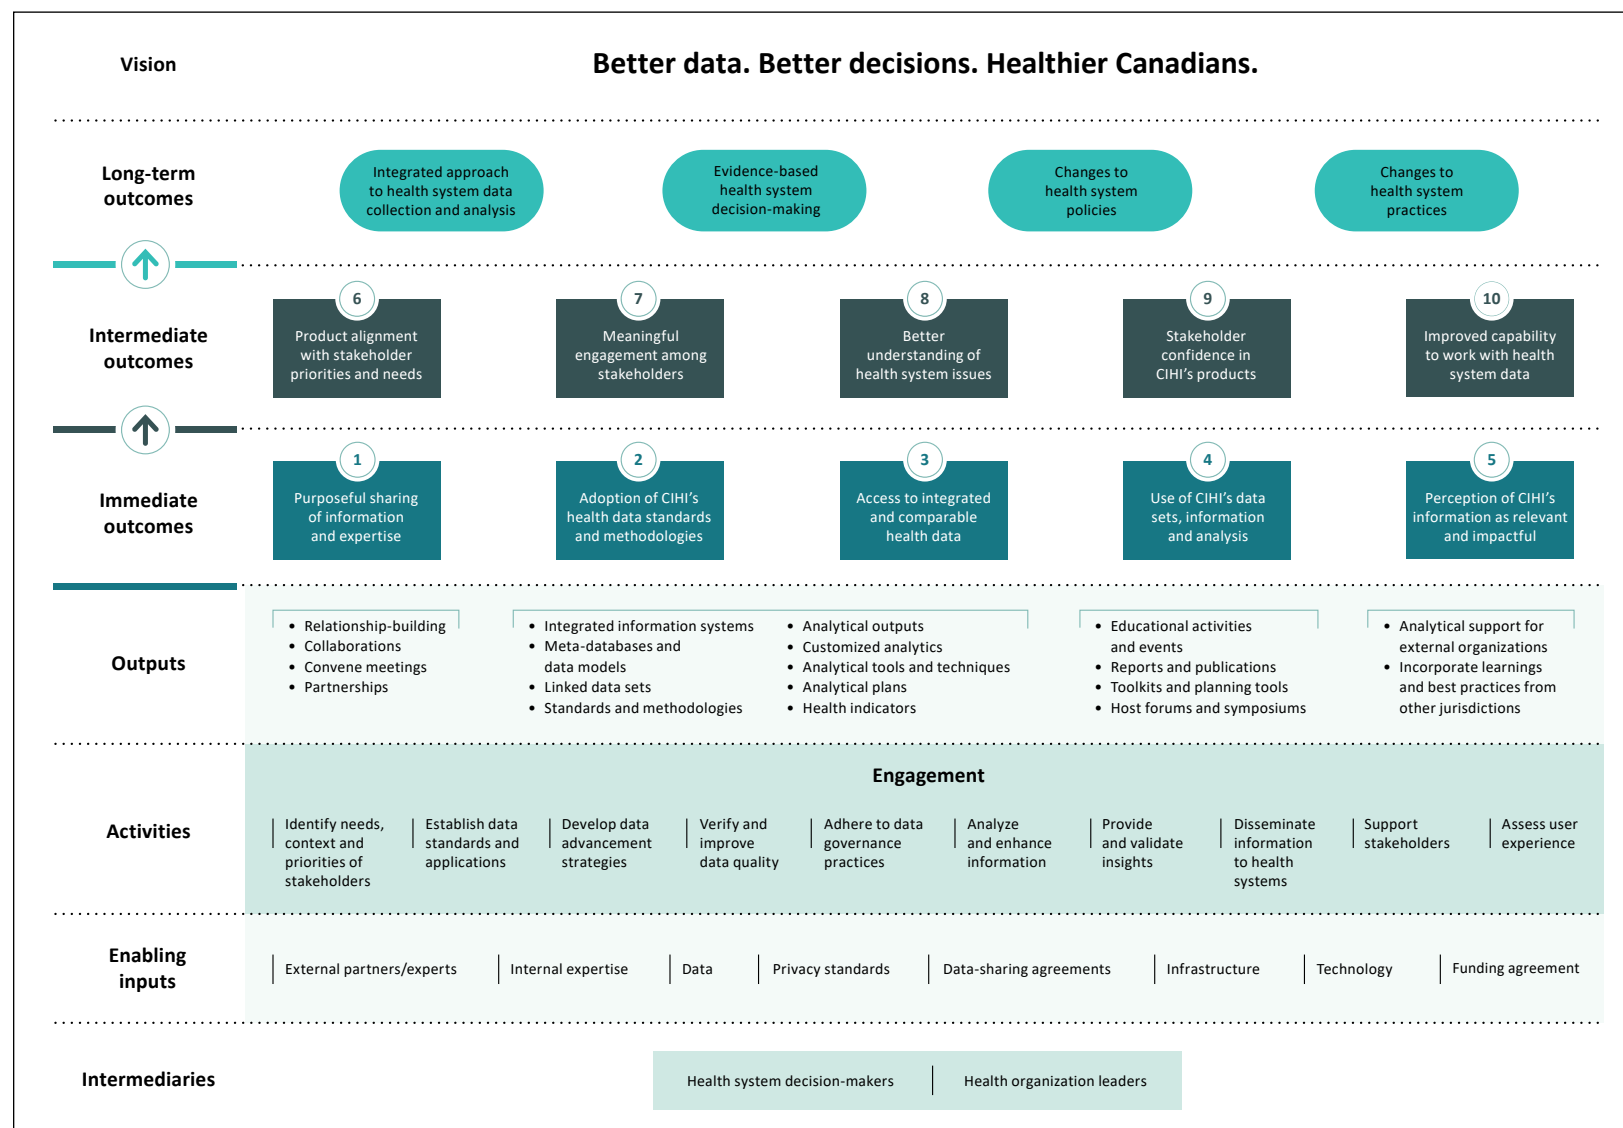 Vision
Better data. Better decisions. Healthier Canadians.
Long-term
outcomes
Integrated approach
to health system data
collection and analysis
Evidence-based
health system
decision-making
Changes to
health system
policies
Changes to
health system
practices
Intermediate
outcomes
6
Product alignment
with stakeholder
priorities and needs
7
Meaningful
engagement among
stakeholders
8
Better
understanding of
health system issues
9
Stakeholder
confidence in
CIHI’s products
10
Improved capability
to work with health
system data
Immediate
outcomes
1
Purposeful sharing
of information
and expertise
2
Adoption of CIHI’s
health data standards
and methodologies
3
Access to integrated
and comparable
health data
4
Use of CIHI’s data
sets, information
and analysis
5
Perception of CIHI’s
information as relevant
and impactful
Outputs
• Relationship-building
• Collaborations
• Convene meetings
• Partnerships
• Integrated information systems
• Meta-databases and
data models
• Linked data sets
• Standards and methodologies
• Analytical outputs
• Customized analytics
• Analytical tools and techniques
• Analytical plans
• Health indicators
• Educational activities
and events
• Reports and publications
• Toolkits and planning tools
• Host forums and symposiums
• Analytical support for
external organizations
• Incorporate learnings
and best practices from
other jurisdictions
Activities
Engagement
Identify needs,
context and
priorities of
stakeholders
Establish data
standards and
applications
Develop data
advancement
strategies
Verify and
improve
data quality
Adhere to data
governance
practices
Analyze
and enhance
information
Provide
and validate
insights
Disseminate
information
to health
systems
Support
stakeholders
Assess user
experience
Enabling
inputs
External partners/experts
Internal expertise
Data
Privacy standards
Data-sharing agreements
Infrastructure
Technology
Funding agreement
Intermediaries
Health system decision-makers
Health organization leaders